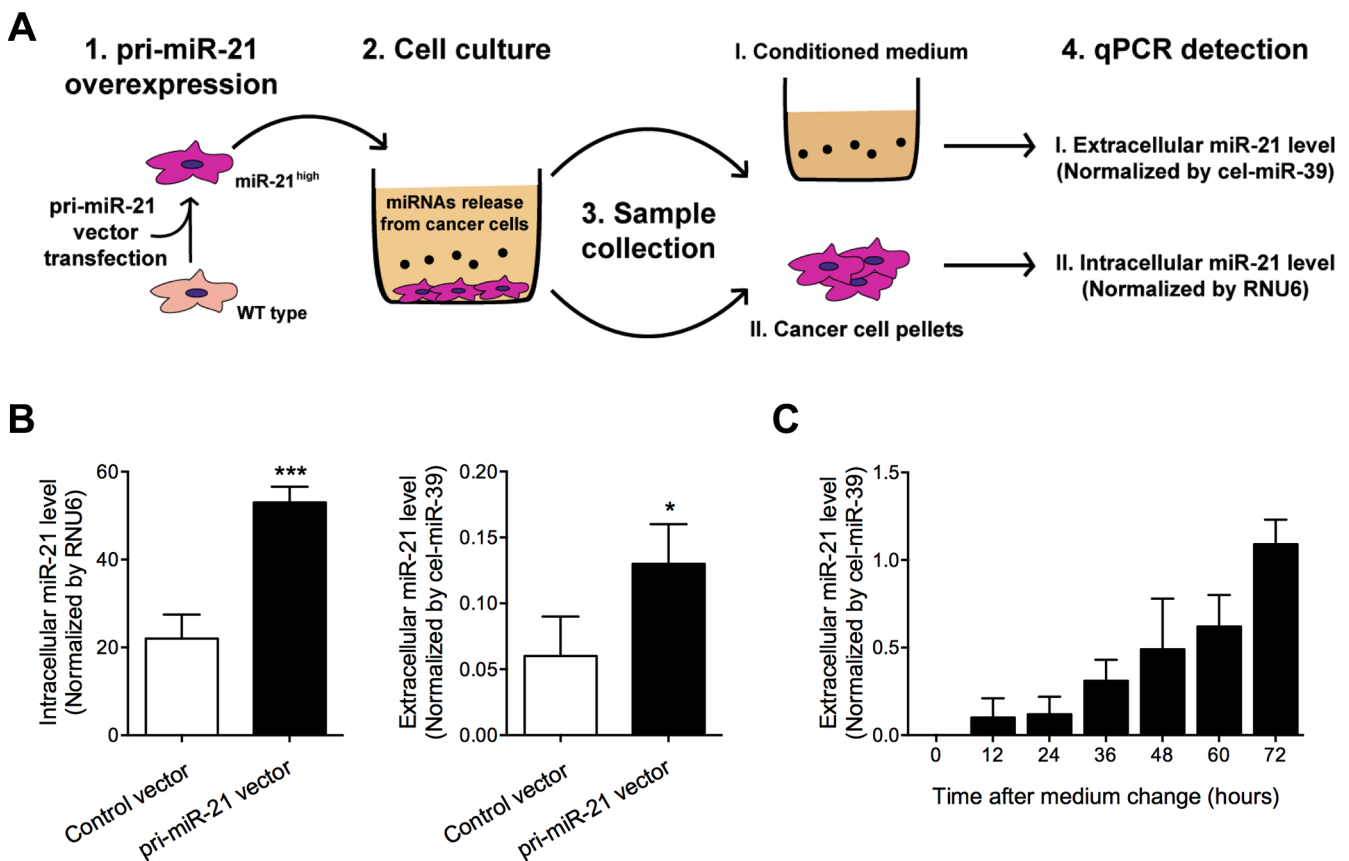 A
1. pri-miR-21
overexpression
miR-21high
pri-miR-21
vector
transfection
WT type
2. Cell culture
miRNAs release
from cancer cells
3. Sample
collection
I. Conditioned medium
II. Cancer cell pellets
4. qPCR detection
I. Extracellular miR-21 level
(Normalized by cel-miR-39)
II. Intracellular miR-21 level
(Normalized by RNU6)
B
Intracellular miR-21 level
(Normalized by RNU6)
60
40
20
0
***
Control vector
pri-miR-21 vector
Extracellular miR-21 level
(Normalized by cel-miR-39)
0.20
0.15
0.10
0.05
0.00
*
Control vector
pri-miR-21 vector
C
Extracellular miR-21 level
(Normalized by cel-miR-39)
1.5
1.0
0.5
0.0
0 12 24 36 48 60 72
Time after medium change (hours)